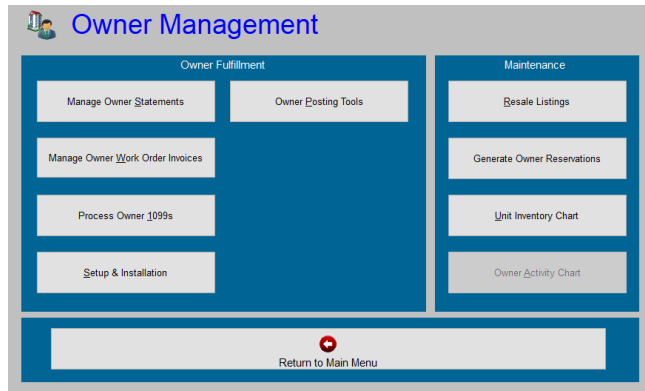 Owner Management
Owner Fulfillment
Manage Owner Statements
Owner Posting Tools
Manage Owner Work Order Invoices
Process Owner 1099s
Setup & Installation
Maintenance
Resale Listings
Generate Owner Reservations
Unit Inventory Chart
Owner Activity Chart
Return to Main Menu